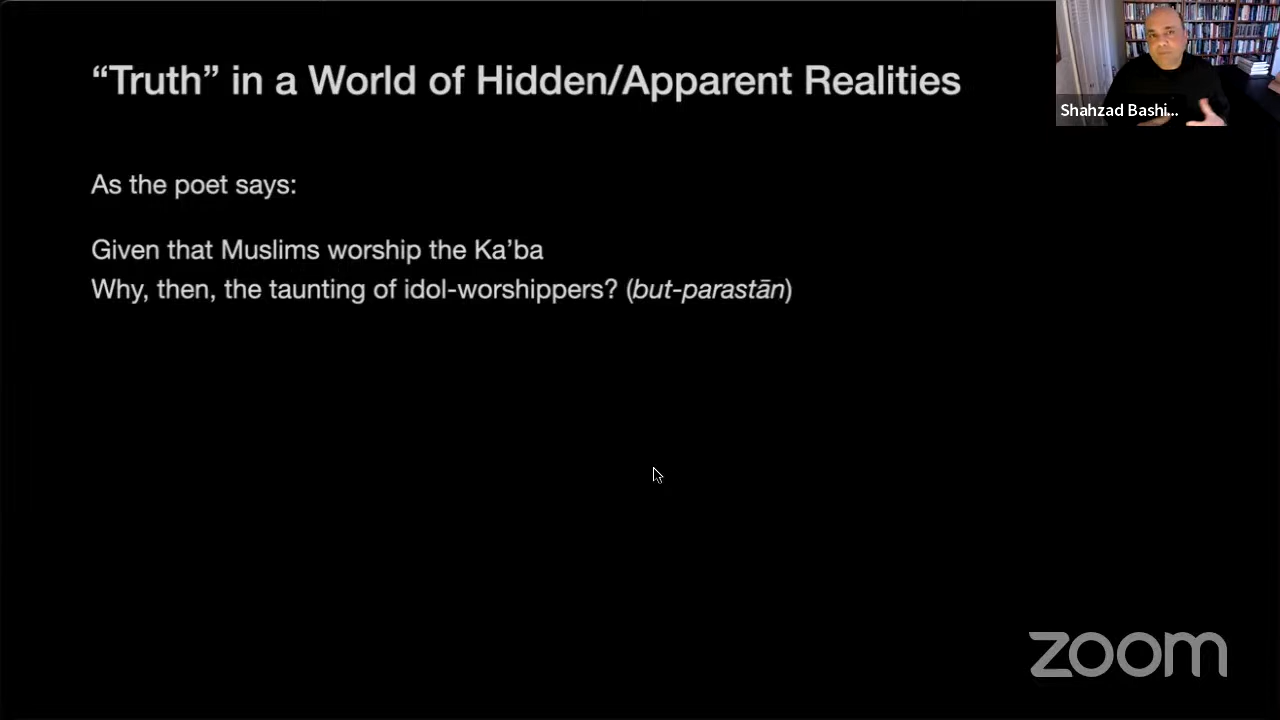 “Truth” in a World of Hidden/Apparent Realities
Shahzad Bashi...
As the poet says:
Given that Muslims worship the Ka’ba
Why, then, the taunting of idol-worshippers? (but-parastān)
zoom